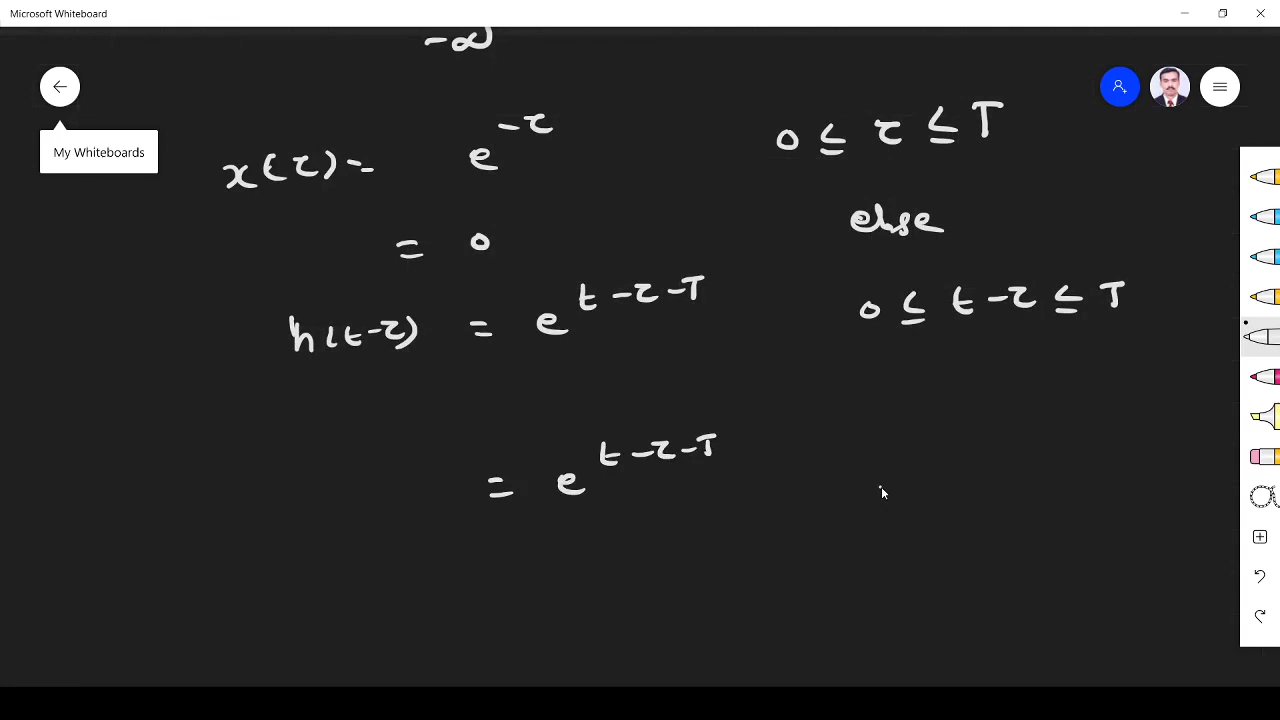 Microsoft Whiteboard
-∞
My Whiteboards
x(τ) = e^{-τ} 0 ≤ τ ≤ T
= 0 else
h(t-τ) = e^{t-τ-T} 0 ≤ t-τ ≤ T
= e^{t-τ-T}